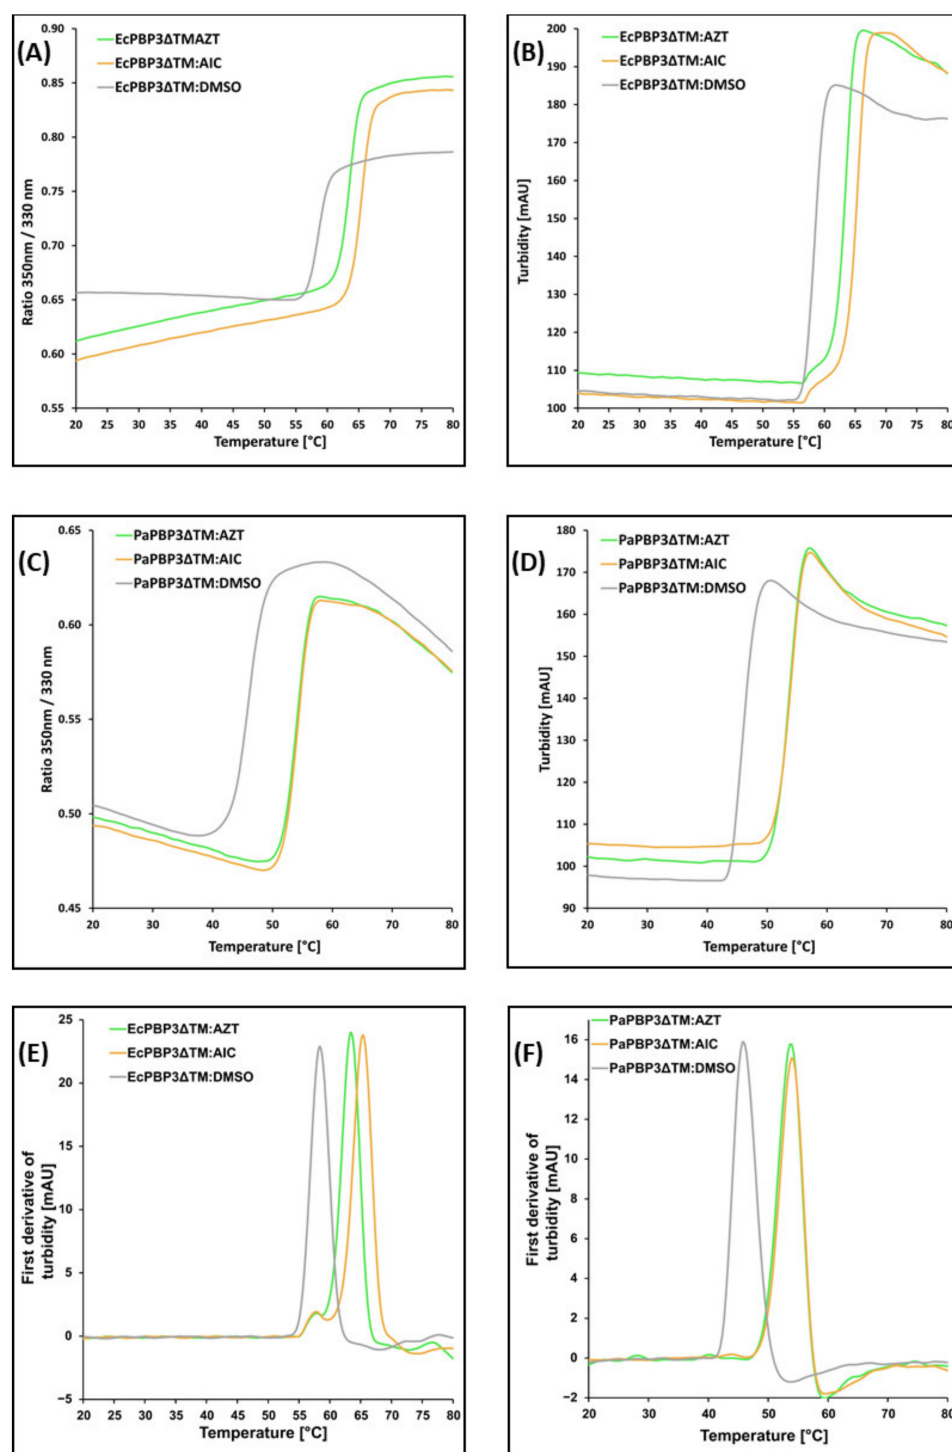 (A)
EcPBP3ΔTMAZT
EcPBP3ΔTM:AIC
EcPBP3ΔTM:DMSO
Ratio 350nm / 330 nm
0.90
0.85
0.80
0.75
0.70
0.65
0.60
0.55
20 25 30 35 40 45 50 55 60 65 70 75 80
Temperature [°C]
(B)
EcPBP3ΔTM:AZT
EcPBP3ΔTM:AIC
EcPBP3ΔTM:DMSO
Turbidity [mAU]
200
190
180
170
160
150
140
130
120
110
100
20 25 30 35 40 45 50 55 60 65 70 75 80
Temperature [°C]
(C)
PaPBP3ΔTM:AZT
PaPBP3ΔTM:AIC
PaPBP3ΔTM:DMSO
Ratio 350nm / 330 nm
0.65
0.60
0.55
0.50
0.45
20 30 40 50 60 70 80
Temperature [°C]
(D)
PaPBP3ΔTM:AZT
PaPBP3ΔTM:AIC
PaPBP3ΔTM:DMSO
Turbidity [mAU]
180
170
160
150
140
130
120
110
100
90
20 30 40 50 60 70 80
Temperature [°C]
(E)
EcPBP3ΔTM:AZT
EcPBP3ΔTM:AIC
EcPBP3ΔTM:DMSO
First derivative of
turbidity [mAU]
25
20
15
10
5
0
−5
20 25 30 35 40 45 50 55 60 65 70 75 80
Temperature [°C]
(F)
PaPBP3ΔTM:AZT
PaPBP3ΔTM:AIC
PaPBP3ΔTM:DMSO
First derivative of
turbidity [mAU]
16
14
12
10
8
6
4
2
0
−2
20 30 40 50 60 70 80
Temperature [°C]